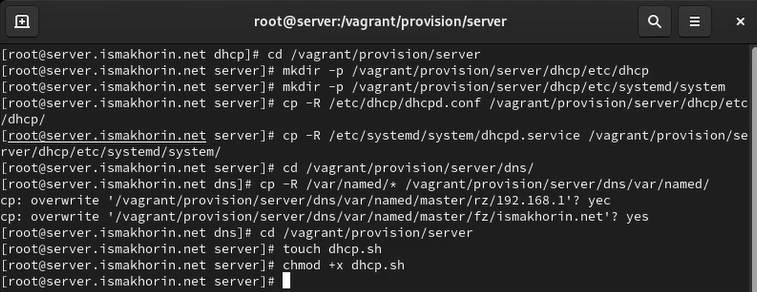 root@server:/vagrant/provision/server
[root@server.ismakhorin.net dhcp]# cd /vagrant/provision/server
[root@server.ismakhorin.net server]# mkdir -p /vagrant/provision/server/dhcp/etc/dhcp
[root@server.ismakhorin.net server]# mkdir -p /vagrant/provision/server/dhcp/etc/systemd/system
[root@server.ismakhorin.net server]# cp -R /etc/dhcp/dhcpd.conf /vagrant/provision/server/dhcp/etc
/dhcp/
[root@server.ismakhorin.net server]# cp -R /etc/systemd/system/dhcpd.service /vagrant/provision/se
rver/dhcp/etc/systemd/system/
[root@server.ismakhorin.net server]# cd /vagrant/provision/server/dns/
[root@server.ismakhorin.net dns]# cp -R /var/named/* /vagrant/provision/server/dns/var/named/
cp: overwrite '/vagrant/provision/server/dns/var/named/master/rz/192.168.1'? yec
cp: overwrite '/vagrant/provision/server/dns/var/named/master/fz/ismakhorin.net'? yes
[root@server.ismakhorin.net dns]# cd /vagrant/provision/server
[root@server.ismakhorin.net server]# touch dhcp.sh
[root@server.ismakhorin.net server]# chmod +x dhcp.sh
[root@server.ismakhorin.net server]#